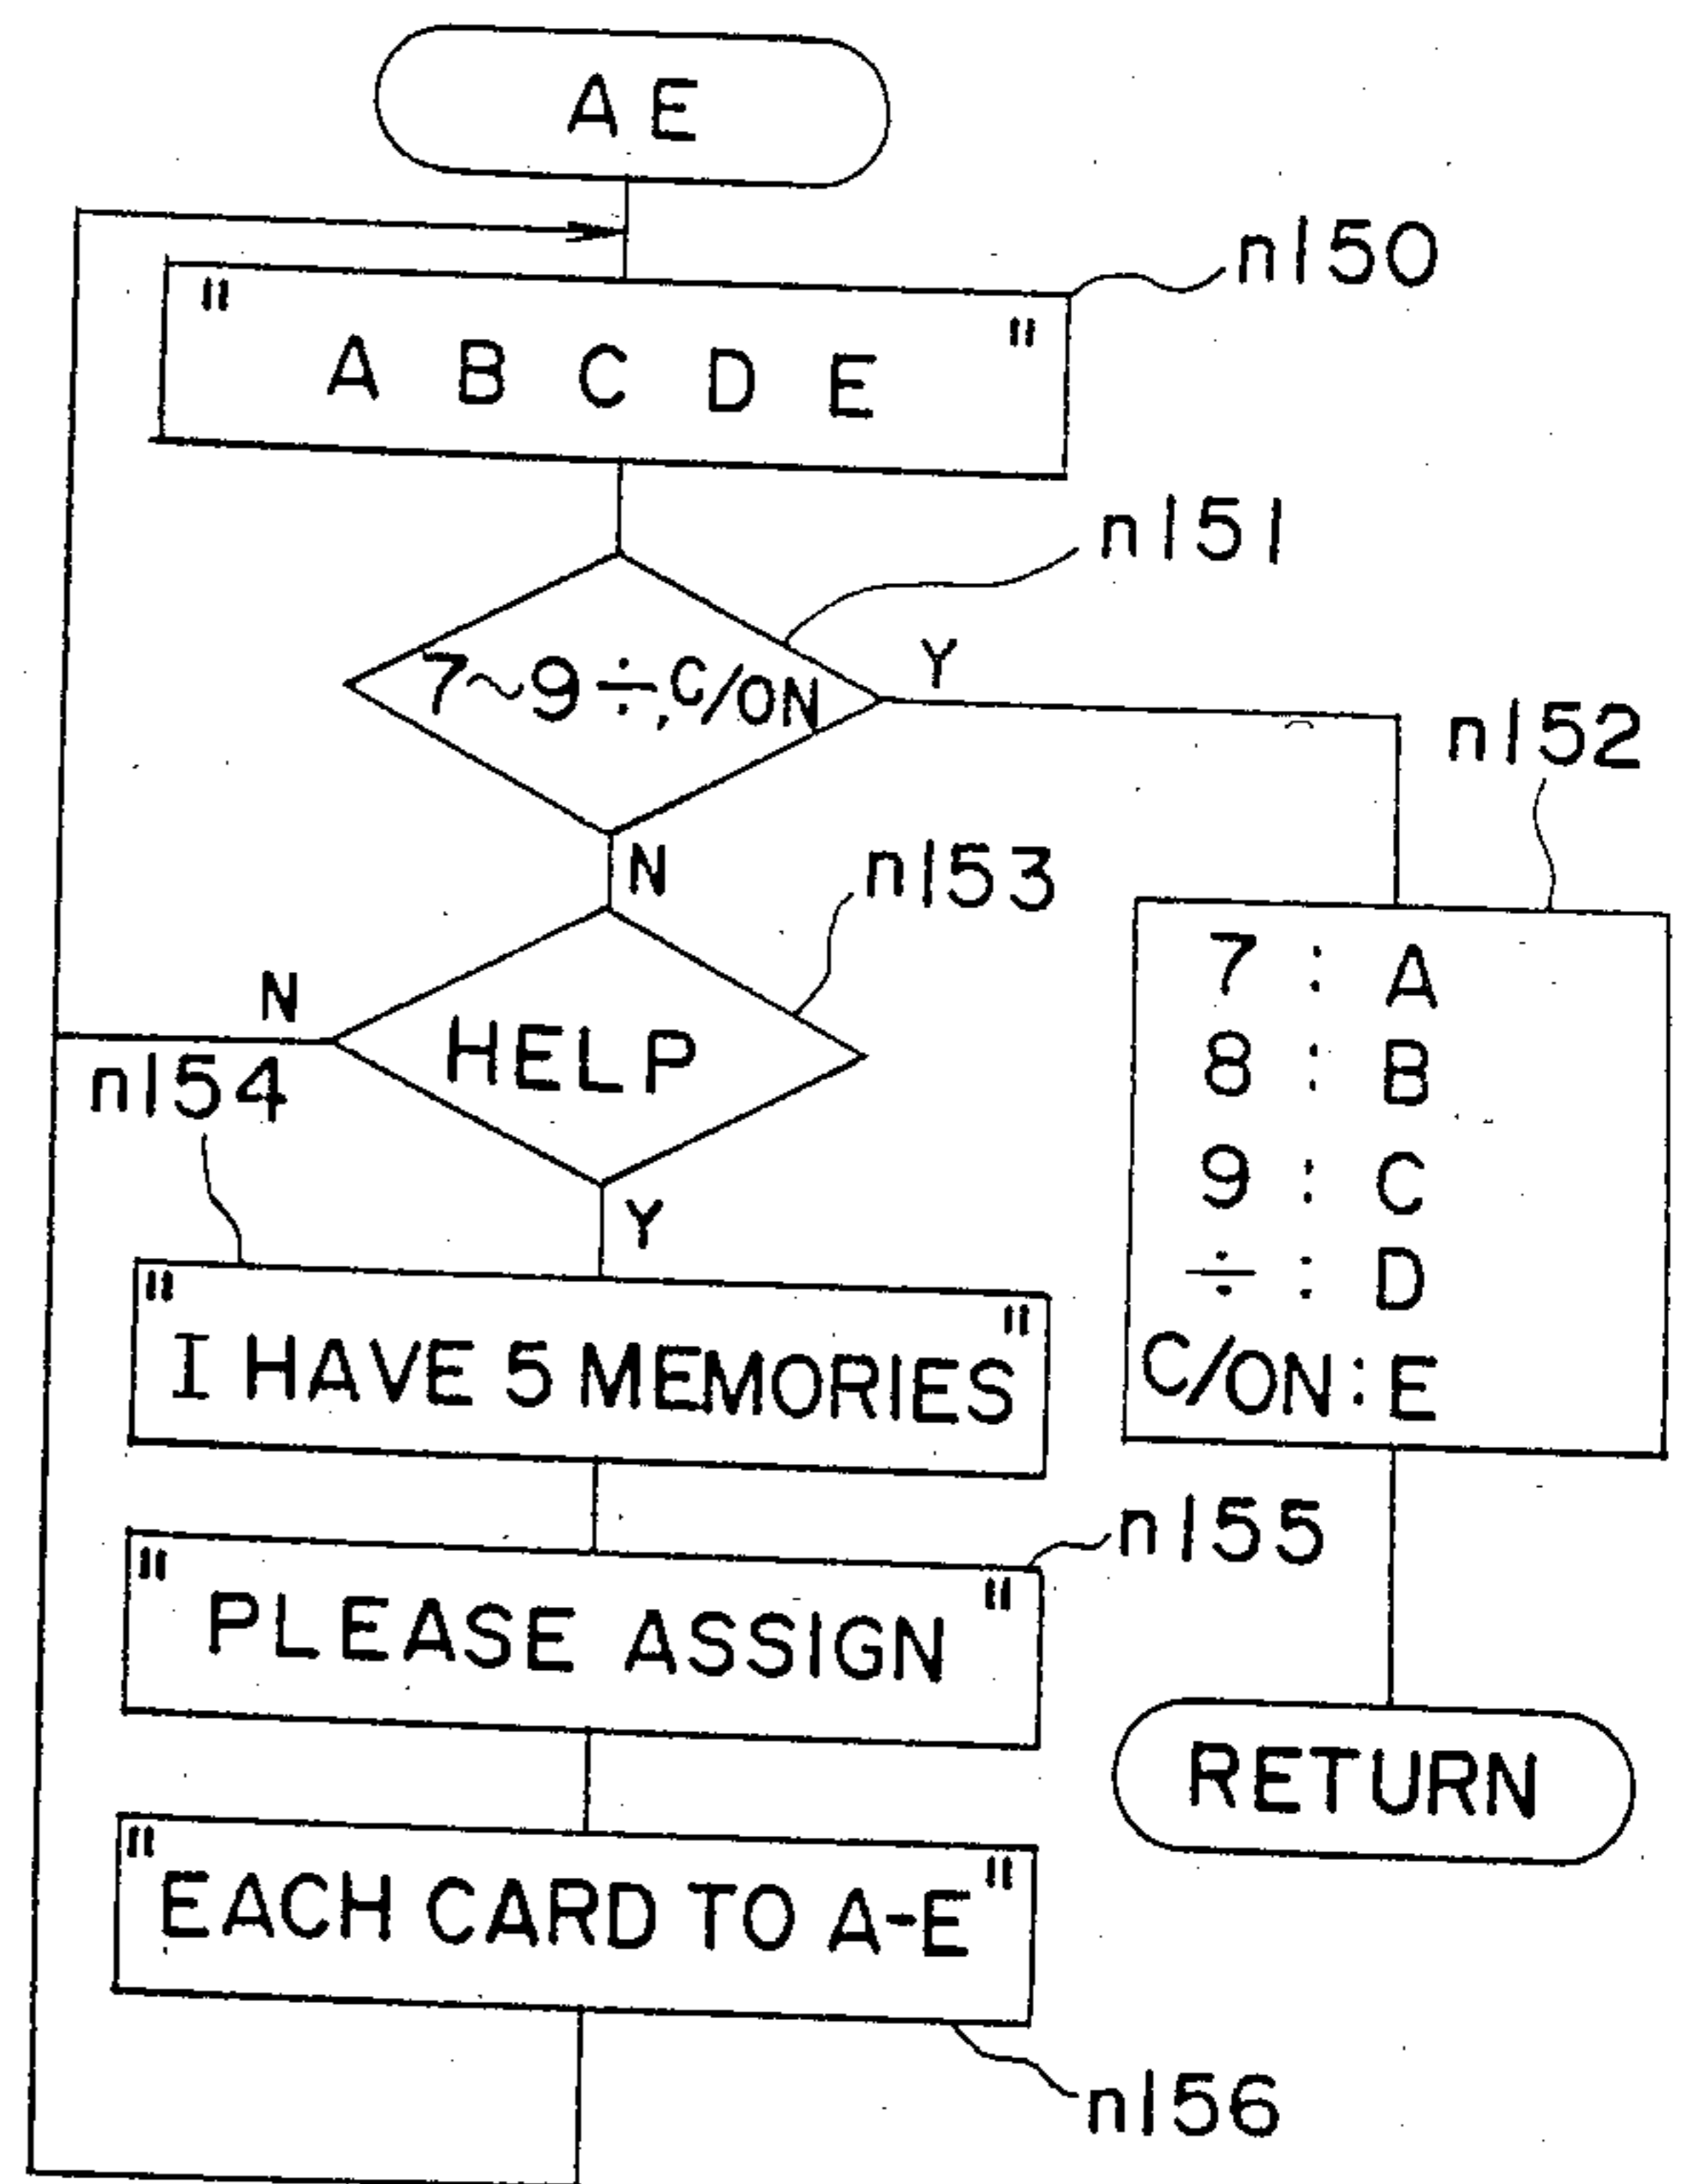 AE
n150
" A B C D E "
n151
7~9÷,C/ON
Y
n152
N
n153
7 : A
8 : B
9 : C
÷ : D
C/ON : E
N
HELP
n154
Y
"I HAVE 5 MEMORIES"
n155
"PLEASE ASSIGN"
RETURN
"EACH CARD TO A-E"
n156